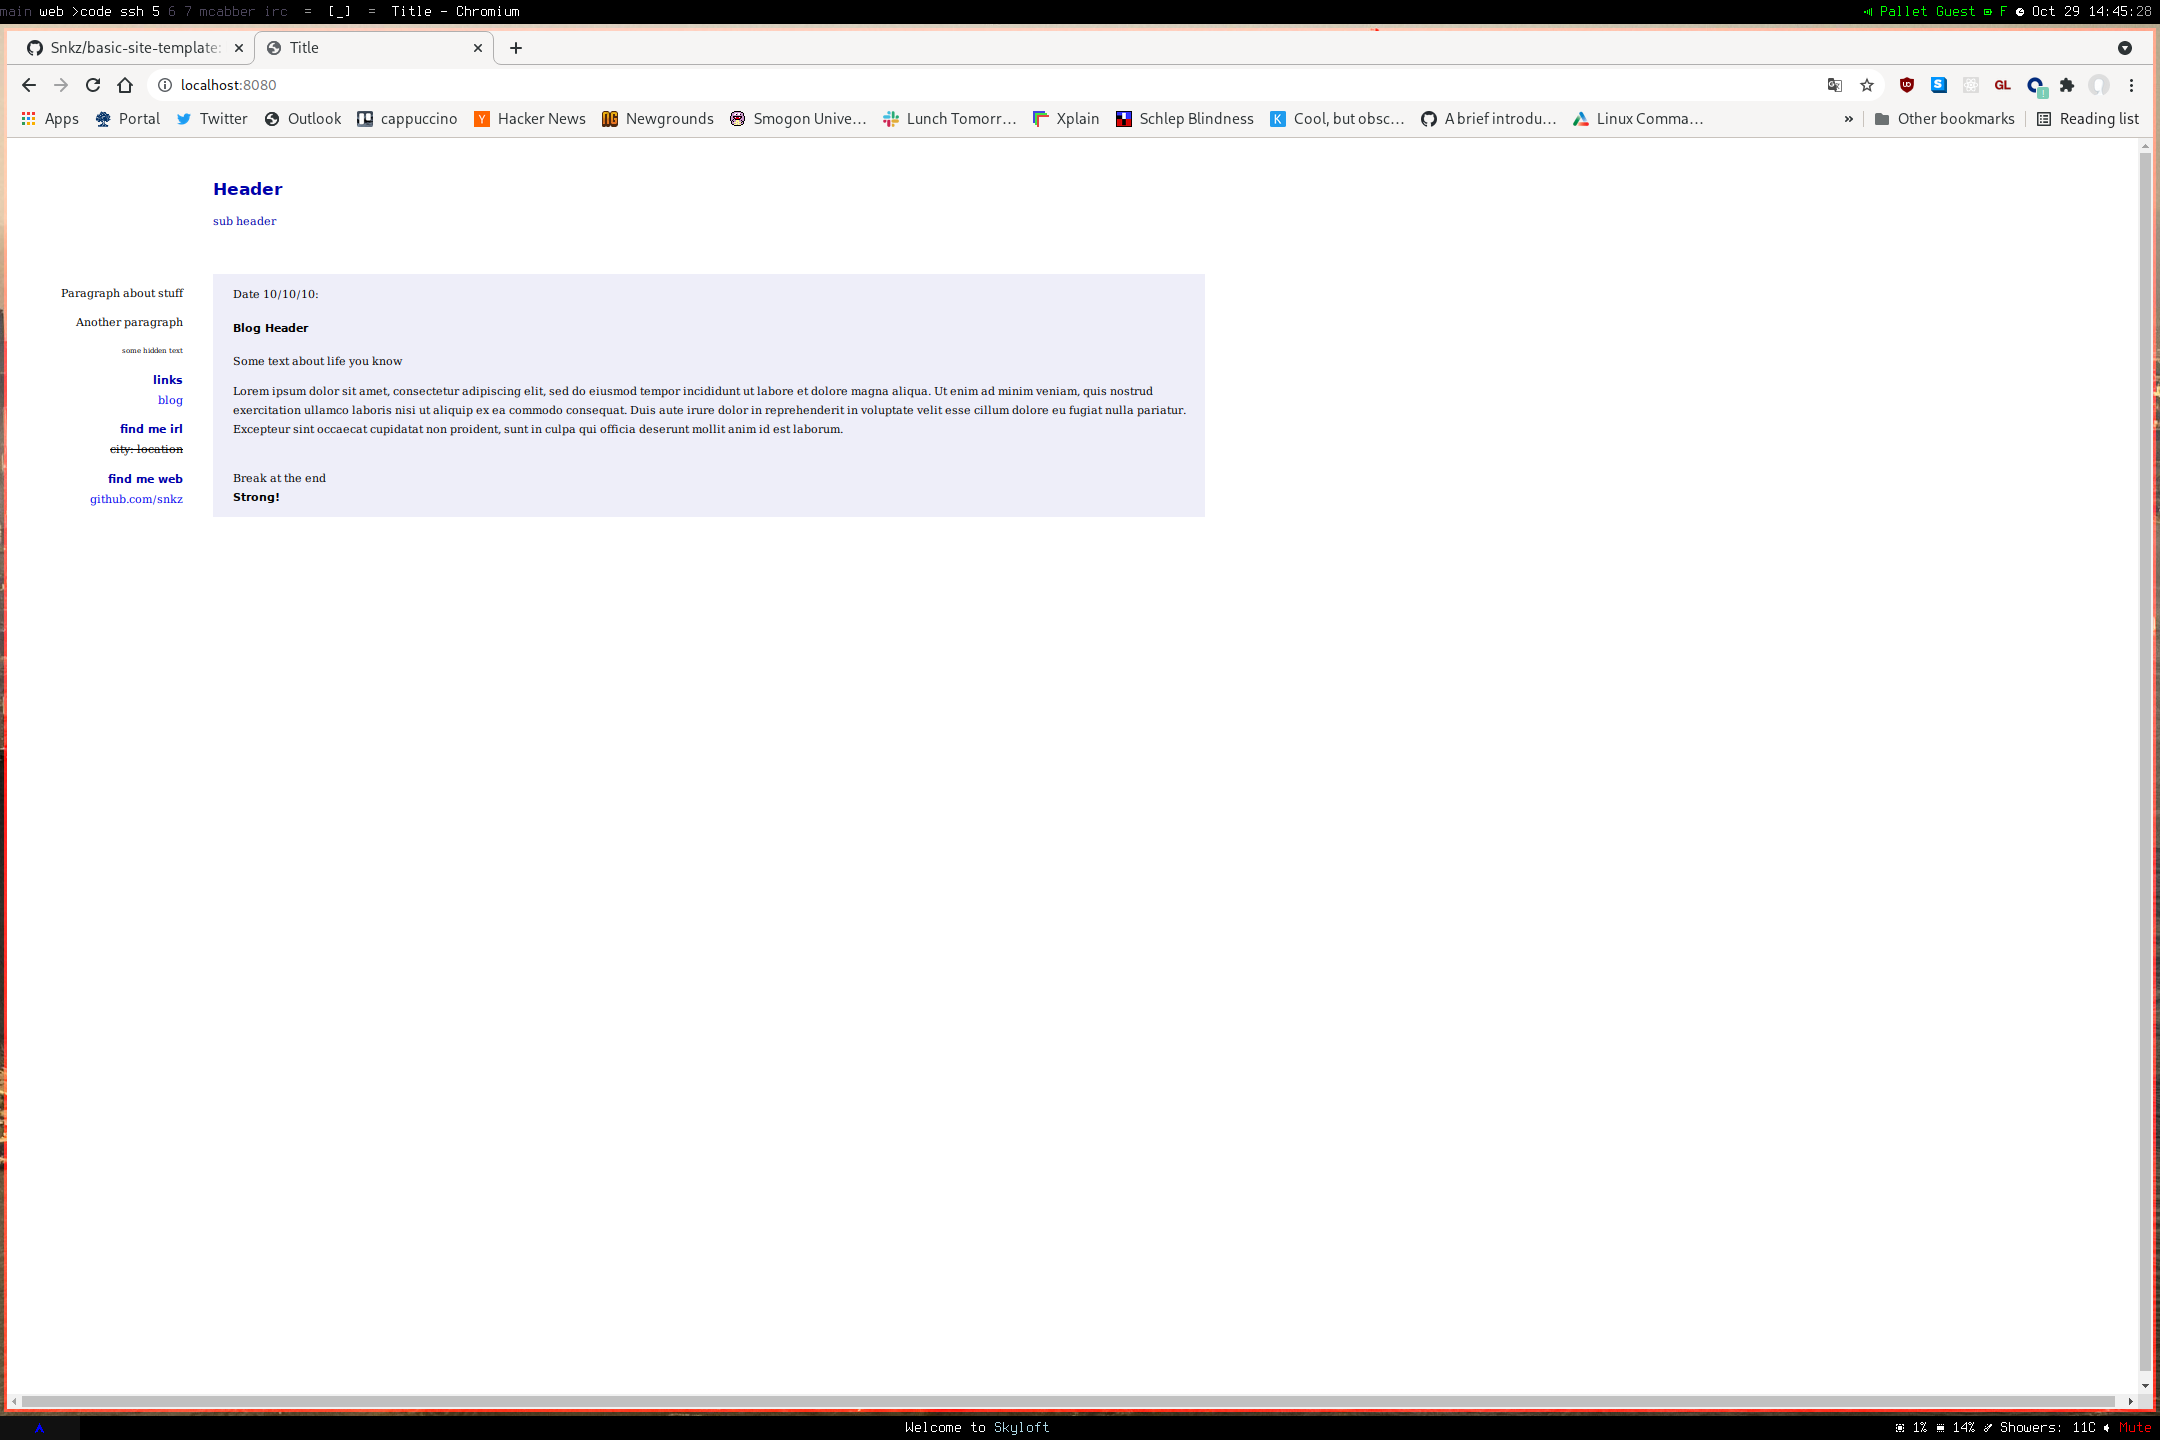 main web >code ssh 5 6 7 mcabber irc = [_] = Title - Chromium
Pallet Guest F Oct 29 14:45:28
Snkz/basic-site-template:
Title
localhost:8080
Apps Portal Twitter Outlook cappuccino Hacker News Newgrounds Smogon Unive… Lunch Tomorr… Xplain Schlep Blindness Cool, but obsc… A brief introdu… Linux Comma… » Other bookmarks Reading list
Header
sub header
Paragraph about stuff
Another paragraph
some hidden text
links
blog
find me irl
city: location
find me web
github.com/snkz
Date 10/10/10:
Blog Header
Some text about life you know
Lorem ipsum dolor sit amet, consectetur adipiscing elit, sed do eiusmod tempor incididunt ut labore et dolore magna aliqua. Ut enim ad minim veniam, quis nostrud
exercitation ullamco laboris nisi ut aliquip ex ea commodo consequat. Duis aute irure dolor in reprehenderit in voluptate velit esse cillum dolore eu fugiat nulla pariatur.
Excepteur sint occaecat cupidatat non proident, sunt in culpa qui officia deserunt mollit anim id est laborum.
Break at the end
Strong!
^
Welcome to Skyloft
1% 14% Showers: 11C Mute